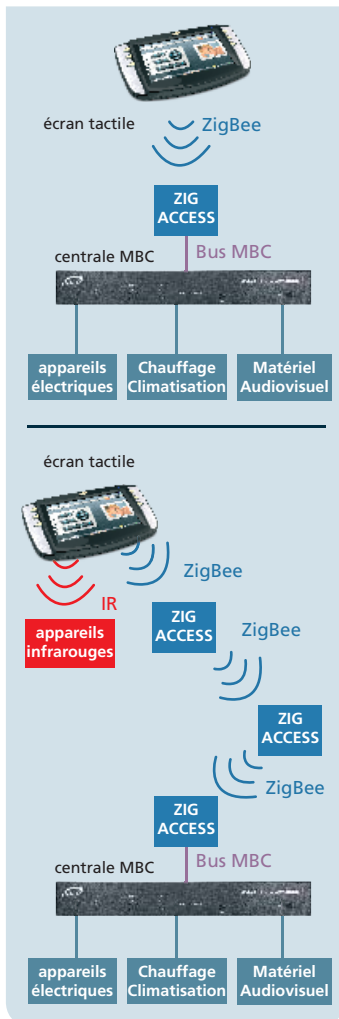 écran tactile
ZigBee
ZIG
ACCESS
centrale MBC
Bus MBC
appareils
électriques
Chauffage
Climatisation
Matériel
Audiovisuel
écran tactile
ZigBee
IR
appareils
infrarouges
ZIG
ACCESS
ZigBee
ZIG
ACCESS
ZigBee
ZIG
ACCESS
centrale MBC
Bus MBC
appareils
électriques
Chauffage
Climatisation
Matériel
Audiovisuel